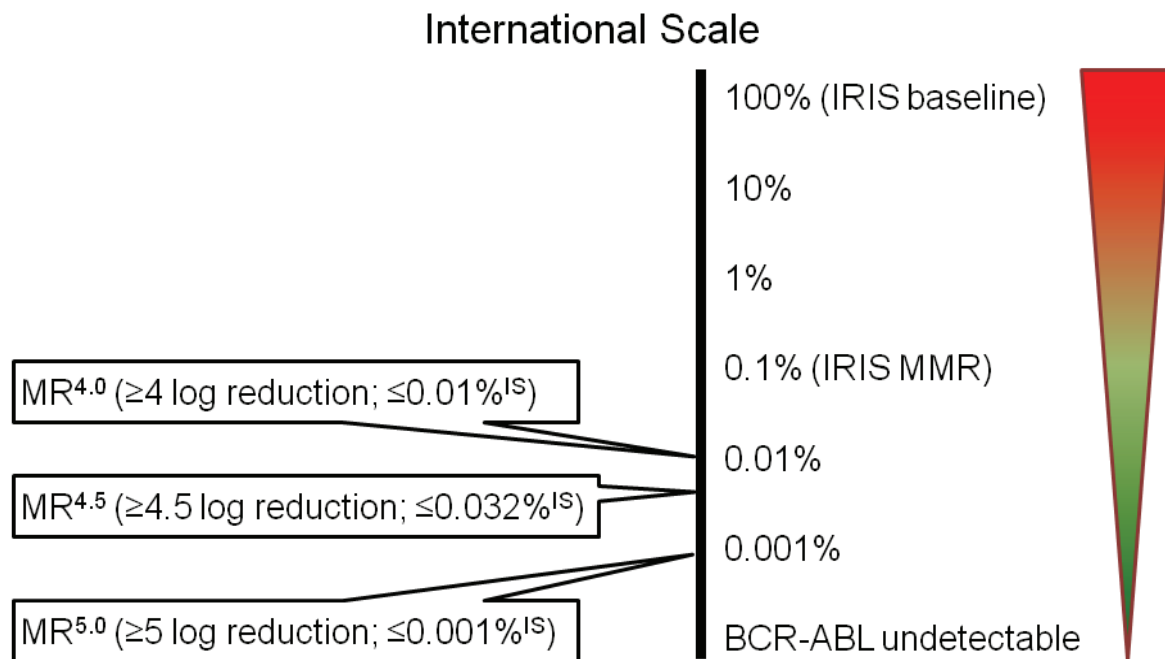 International Scale
100% (IRIS baseline)
10%
1%
0.1% (IRIS MMR)
MR4.0 (≥4 log reduction; ≤0.01%IS)
0.01%
MR4.5 (≥4.5 log reduction; ≤0.032%IS)
0.001%
MR5.0 (≥5 log reduction; ≤0.001%IS)
BCR-ABL undetectable